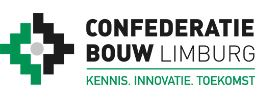 CONFEDERATIE
BOUW LIMBURG
KENNIS. INNOVATIE. TOEKOMST